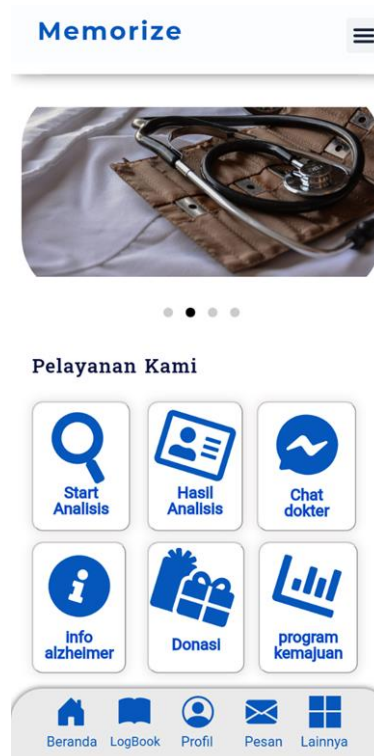 Memorize
Pelayanan Kami
Start
Analisis
Hasil
Analisis
Chat
dokter
info
alzheimer
Donasi
program
kemajuan
Beranda
LogBook
Profil
Pesan
Lainnya